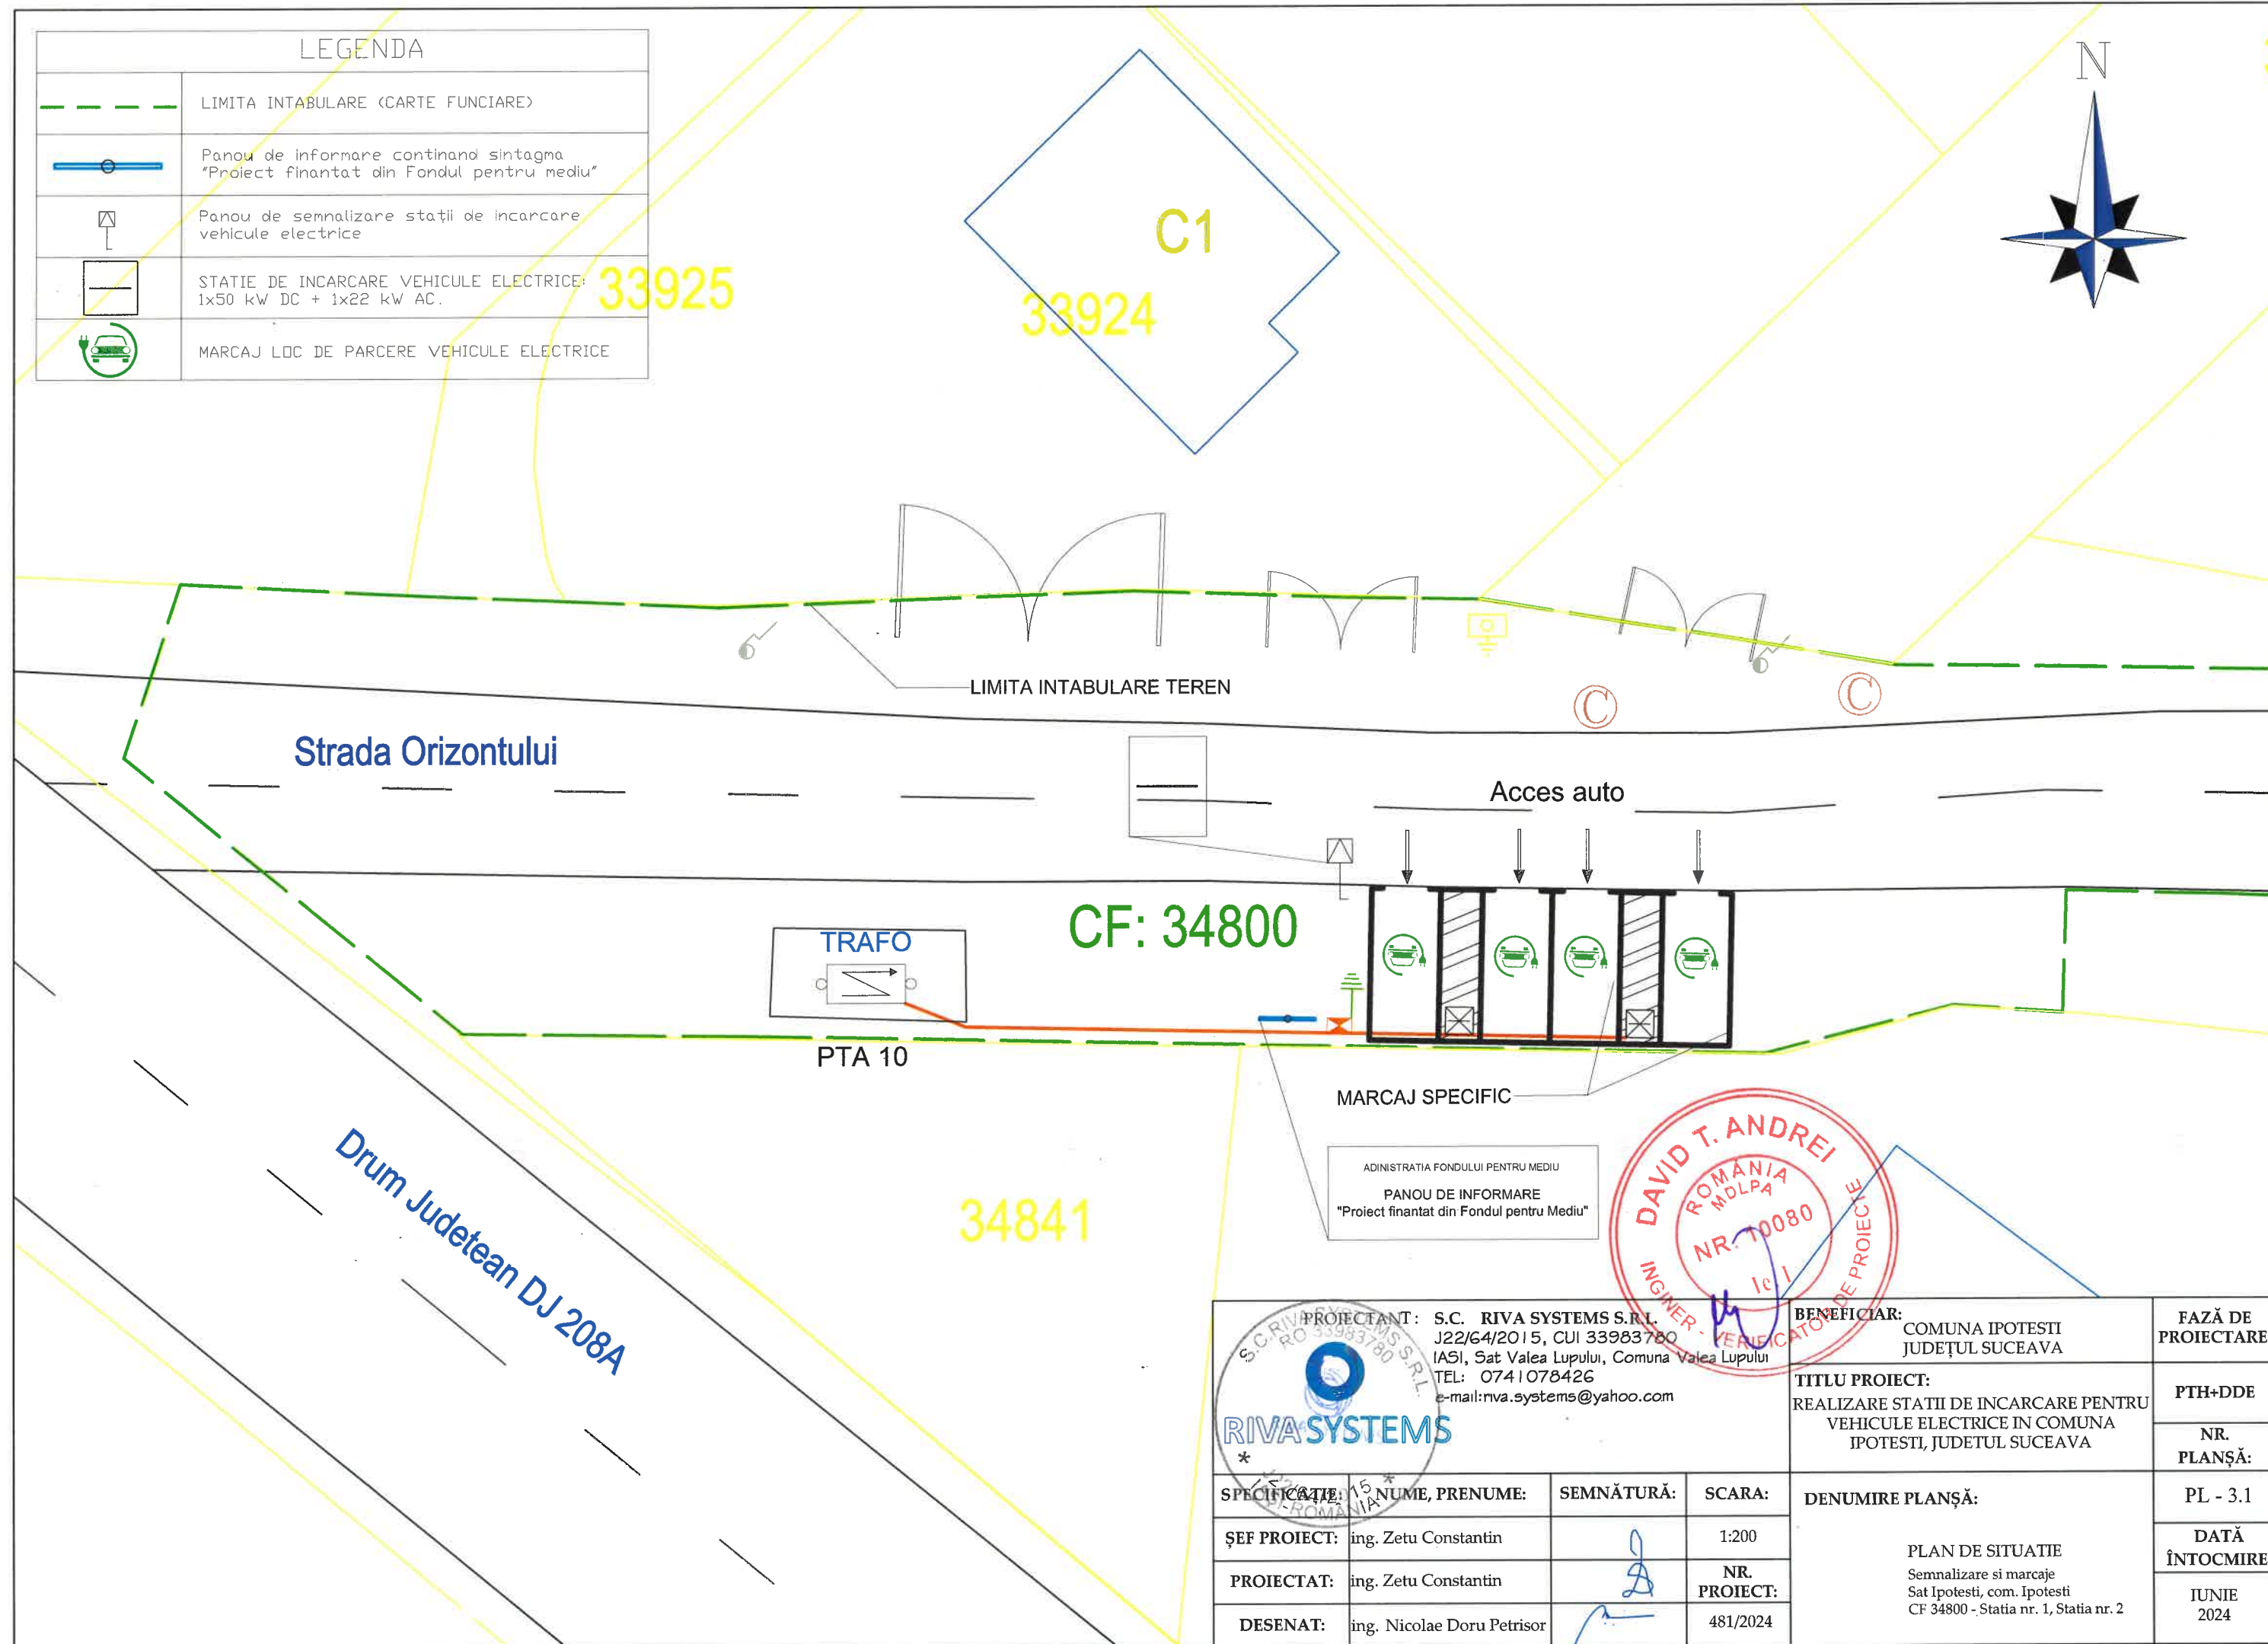 LEGENDA
LIMITA INTABULARE (CARTE FUNCIARE)
Panou de informare continand sintagma
"Proiect finantat din Fondul pentru mediu"
Panou de semnalizare stații de incarcare
vehicule electrice
STATIE DE INCARCARE VEHICULE ELECTRICE:
1x50 kW DC + 1x22 kW AC.
MARCAJ LOC DE PARCERE VEHICULE ELECTRICE
N
33925
C1
33924
LIMITA INTABULARE TEREN
C
C
Strada Orizontului
Acces auto
CF: 34800
TRAFO
PTA 10
MARCAJ SPECIFIC
ADINISTRATIA FONDULUI PENTRU MEDIU
PANOU DE INFORMARE
"Proiect finantat din Fondul pentru Mediu"
34841
Drum Judetean DJ 208A
DAVID T. ANDREI
INGINER - VERIFICATOR DE PROIECTE
ROMÂNIA
MDLPA
NR. 10080
Ie
PROIECTANT: S.C. RIVA SYSTEMS S.R.L.
J22/64/2015, CUI 33983780
IASI, Sat Valea Lupului, Comuna Valea Lupului
TEL: 0741078426
e-mail:riva.systems@yahoo.com
S.C. RIVA SYSTEMS S.R.L.
RO 33983780
RIVA SYSTEMS
IAȘI-ROMÂNIA
BENEFICIAR:
COMUNA IPOTESTI
JUDEȚUL SUCEAVA
FAZĂ DE
PROIECTARE
TITLU PROIECT:
REALIZARE STATII DE INCARCARE PENTRU
VEHICULE ELECTRICE IN COMUNA
IPOTESTI, JUDETUL SUCEAVA
PTH+DDE
NR.
PLANȘĂ:
SPECIFICAȚIE: NUME, PRENUME: SEMNĂTURĂ: SCARA:
DENUMIRE PLANȘĂ:
PL - 3.1
ȘEF PROIECT: ing. Zetu Constantin 1:200
DATĂ
ÎNTOCMIRE
PROIECTAT: ing. Zetu Constantin
NR.
PROIECT:
PLAN DE SITUATIE
Semnalizare si marcaje
Sat Ipotesti, com. Ipotesti
CF 34800 - Statia nr. 1, Statia nr. 2
IUNIE
2024
DESENAT: ing. Nicolae Doru Petrisor 481/2024